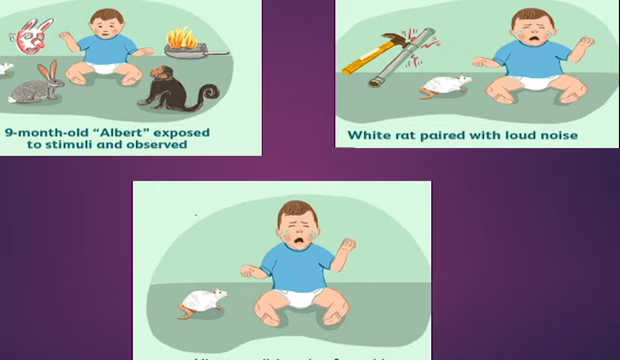 9-month-old “Albert” exposed
to stimuli and observed
White rat paired with loud noise